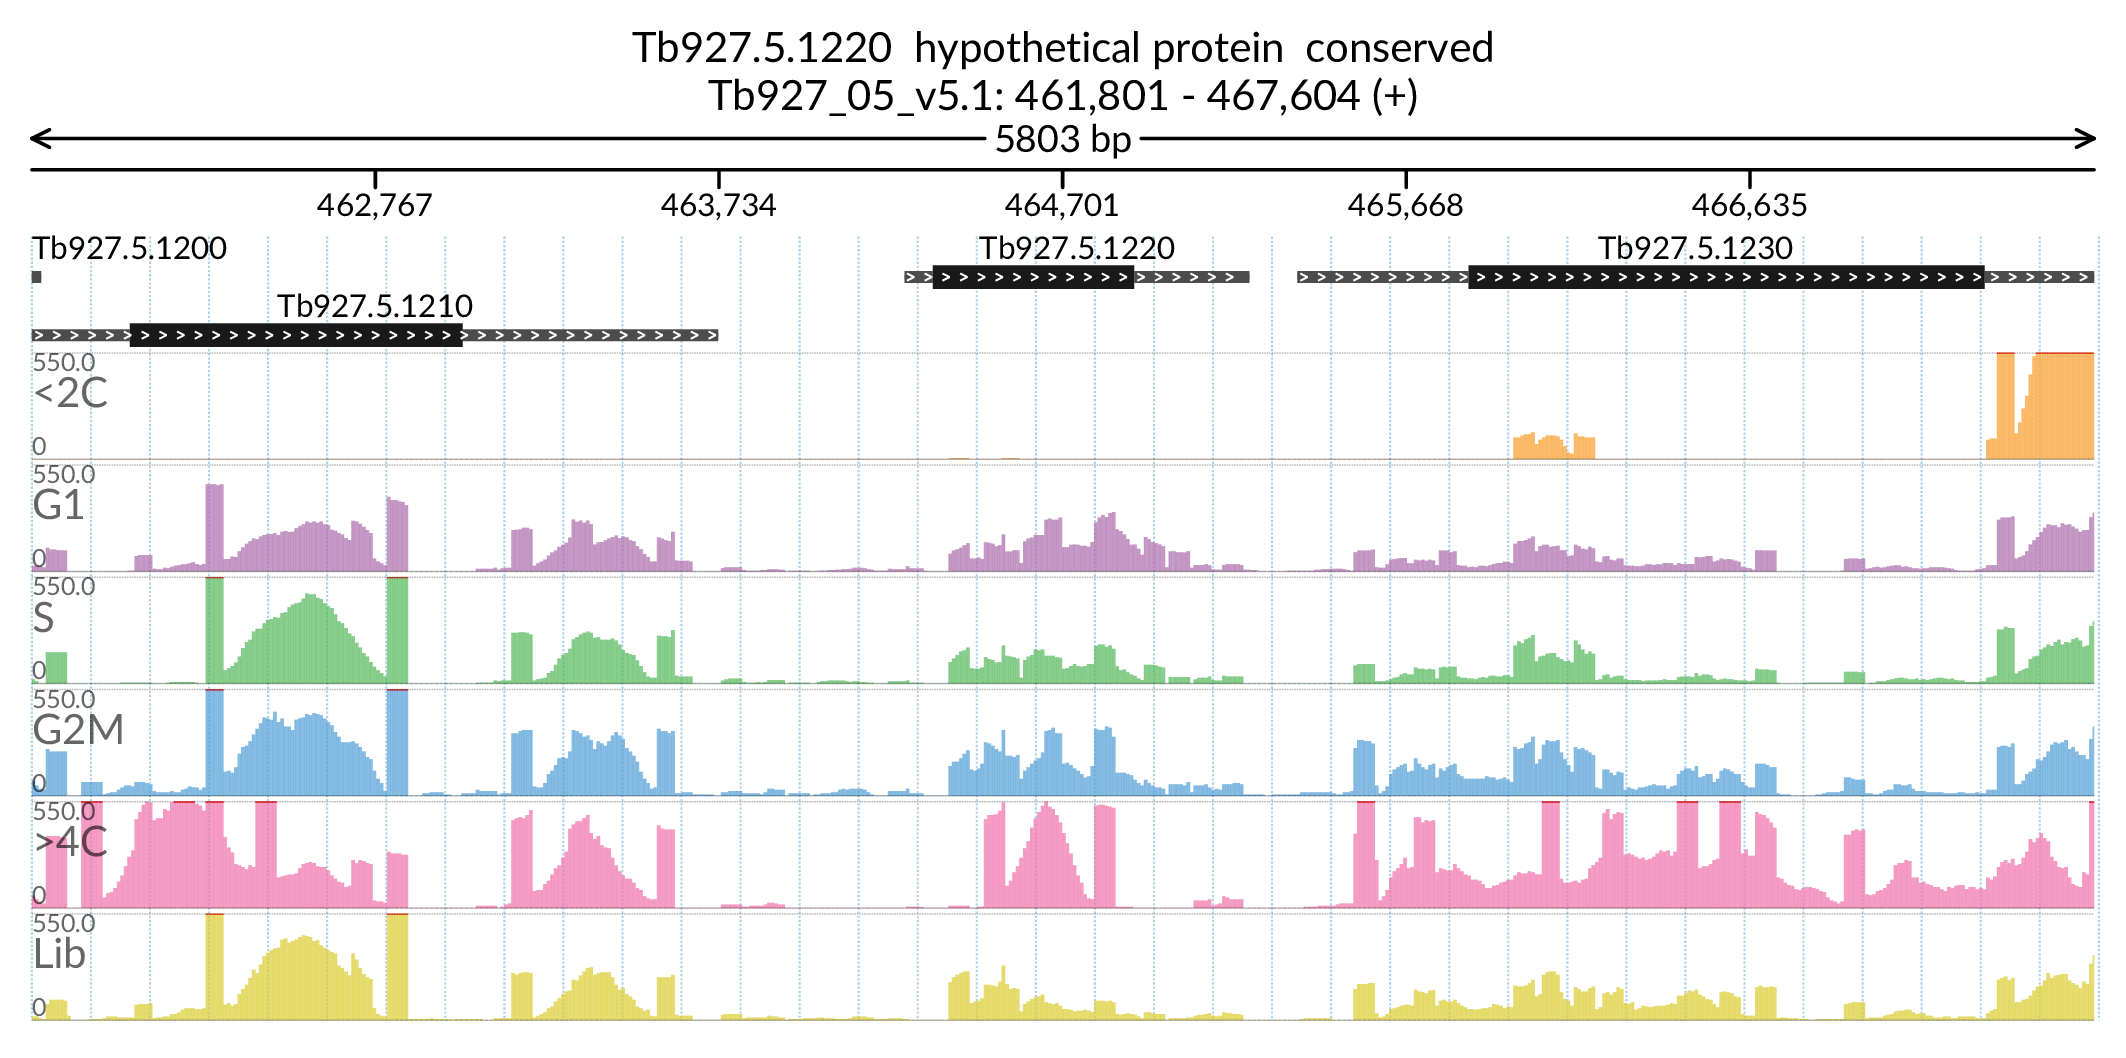 Tb927.5.1220  hypothetical protein  conserved
Tb927_05_v5.1: 461,801 - 467,604 (+)
5803 bp
462,767 463,734 464,701 465,668 466,635
Tb927.5.1200 Tb927.5.1220 Tb927.5.1230
Tb927.5.1210
550.0
<2C
0
550.0
G1
0
550.0
S
0
550.0
G2M
0
550.0
>4C
0
550.0
Lib
0